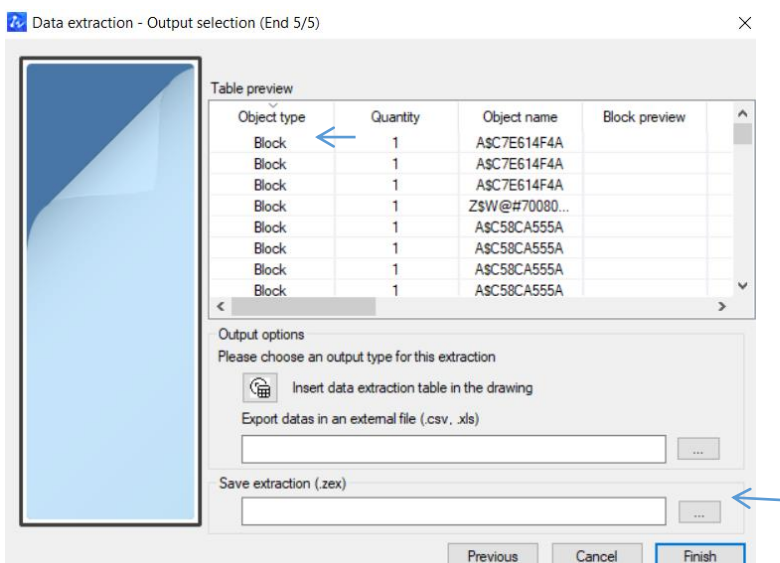 Data extraction - Output selection (End 5/5)
Table preview
Object type Quantity Object name Block preview
Block 1 A$C7E614F4A
Block 1 A$C7E614F4A
Block 1 A$C7E614F4A
Block 1 Z$W@#70080...
Block 1 A$C58CA555A
Block 1 A$C58CA555A
Block 1 A$C58CA555A
Block 1 A$C58CA555A
Output options
Please choose an output type for this extraction
Insert data extraction table in the drawing
Export datas in an external file (.csv, .xls)
...
Save extraction (.zex)
...
Previous Cancel Finish